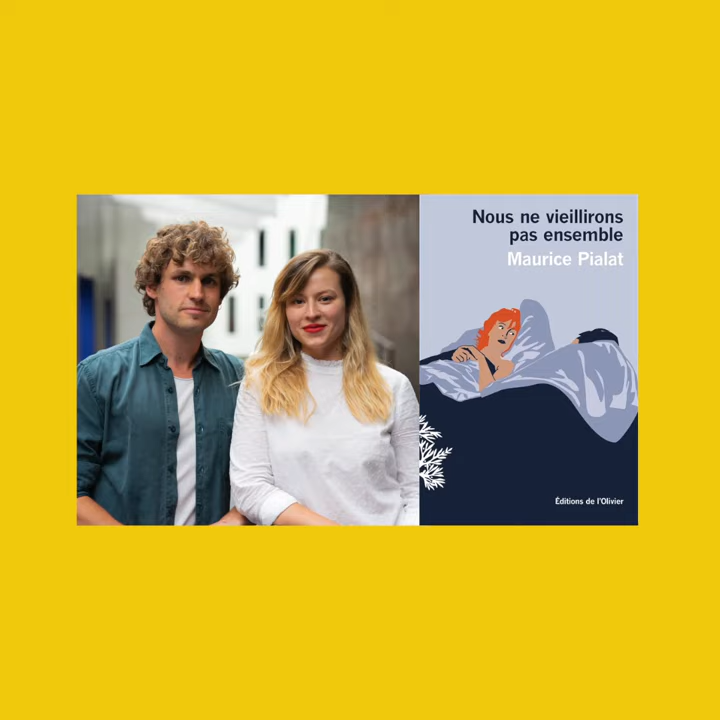 Nous ne vieillirons
pas ensemble
Maurice Pialat
Éditions de l'Olivier